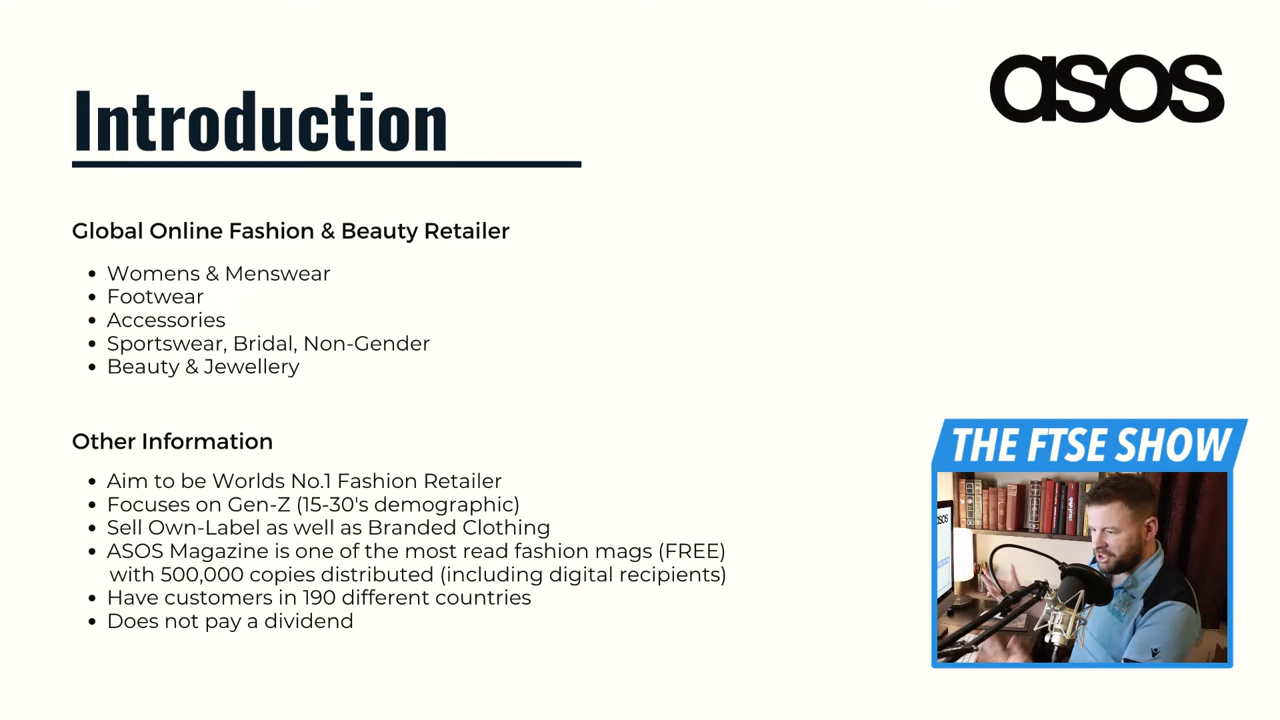 asos
Introduction
Global Online Fashion & Beauty Retailer
Womens & Menswear
Footwear
Accessories
Sportswear, Bridal, Non-Gender
Beauty & Jewellery
Other Information
Aim to be Worlds No.1 Fashion Retailer
Focuses on Gen-Z (15-30's demographic)
Sell Own-Label as well as Branded Clothing
ASOS Magazine is one of the most read fashion mags (FREE)
with 500,000 copies distributed (including digital recipients)
Have customers in 190 different countries
Does not pay a dividend
THE FTSE SHOW
asos